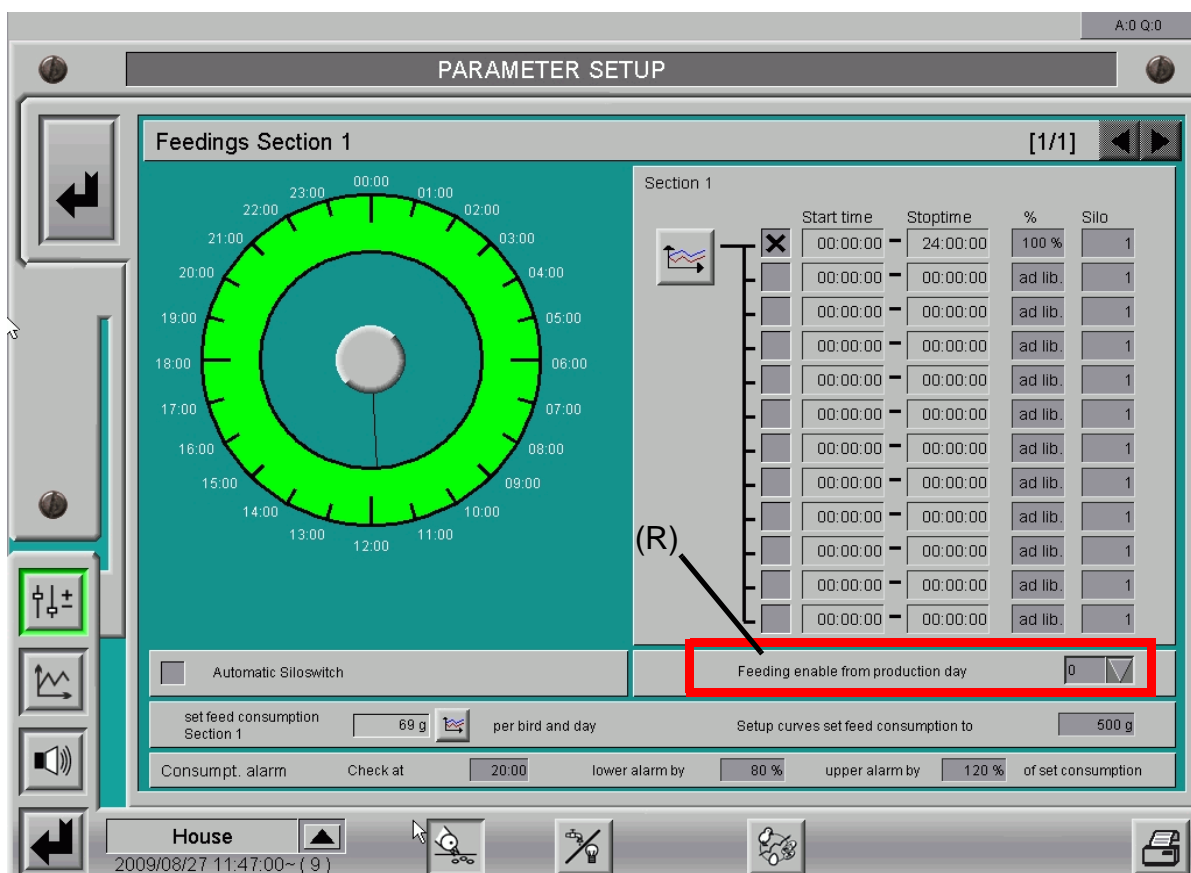 A:0 Q:0
PARAMETER SETUP
Feedings Section 1 [1/1]
00:00
01:00
02:00
03:00
04:00
05:00
06:00
07:00
08:00
09:00
10:00
11:00
12:00
13:00
14:00
15:00
16:00
17:00
18:00
19:00
20:00
21:00
22:00
23:00
Section 1
Start time Stoptime % Silo
00:00:00 - 24:00:00 100 % 1
00:00:00 - 00:00:00 ad lib. 1
00:00:00 - 00:00:00 ad lib. 1
00:00:00 - 00:00:00 ad lib. 1
00:00:00 - 00:00:00 ad lib. 1
00:00:00 - 00:00:00 ad lib. 1
00:00:00 - 00:00:00 ad lib. 1
00:00:00 - 00:00:00 ad lib. 1
00:00:00 - 00:00:00 ad lib. 1
00:00:00 - 00:00:00 ad lib. 1
00:00:00 - 00:00:00 ad lib. 1
00:00:00 - 00:00:00 ad lib. 1
(R)
Automatic Siloswitch
Feeding enable from production day 0
set feed consumption
Section 1
69 g per bird and day
Setup curves set feed consumption to 500 g
Consumpt. alarm Check at 20:00 lower alarm by 80 % upper alarm by 120 % of set consumption
House
2009/08/27 11:47:00~ ( 9 )